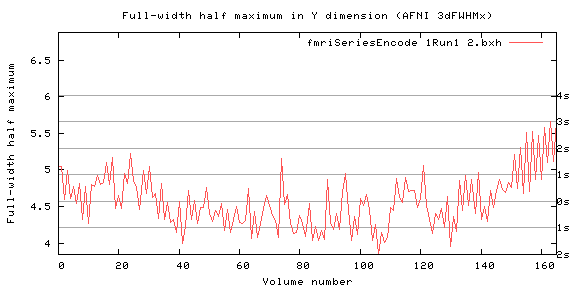 Full-width half maximum in Y dimension (AFNI 3dFWHMx)
fmriSeriesEncode 1Run1 2.bxh
Full-width half maximum
6.5
6
5.5
5
4.5
4
4s
3s
2s
1s
0s
1s
2s
0 20 40 60 80 100 120 140 160
Volume number